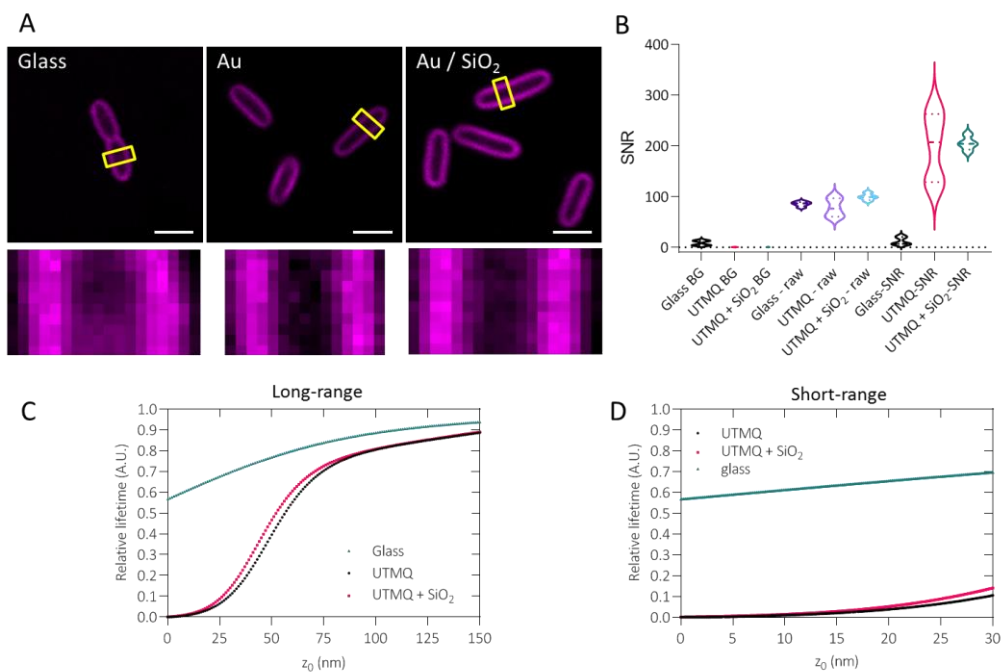 A
Glass
Au
Au / SiO₂
B
SNR
400
300
200
100
0
Glass BG
UTMQ BG
UTMQ + SiO₂ BG
Glass - raw
UTMQ - raw
UTMQ + SiO₂ - raw
Glass-SNR
UTMQ-SNR
UTMQ + SiO₂-SNR
C
Long-range
Relative lifetime (A.U.)
1.0
0.9
0.8
0.7
0.6
0.5
0.4
0.3
0.2
0.1
0.0
Glass
UTMQ
UTMQ + SiO₂
0 25 50 75 100 125 150
z₀ (nm)
D
Short-range
Relative lifetime (A.U.)
1.0
0.9
0.8
0.7
0.6
0.5
0.4
0.3
0.2
0.1
0.0
UTMQ
UTMQ + SiO₂
glass
0 5 10 15 20 25 30
z₀ (nm)